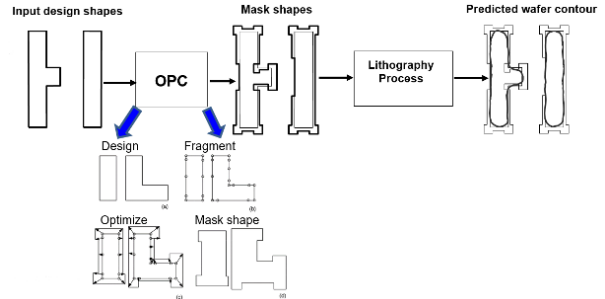 Input design shapes
Mask shapes
Predicted wafer contour
OPC
Lithography
Process
Design
Fragment
(a)
(b)
Optimize
Mask shape
(c)
(d)